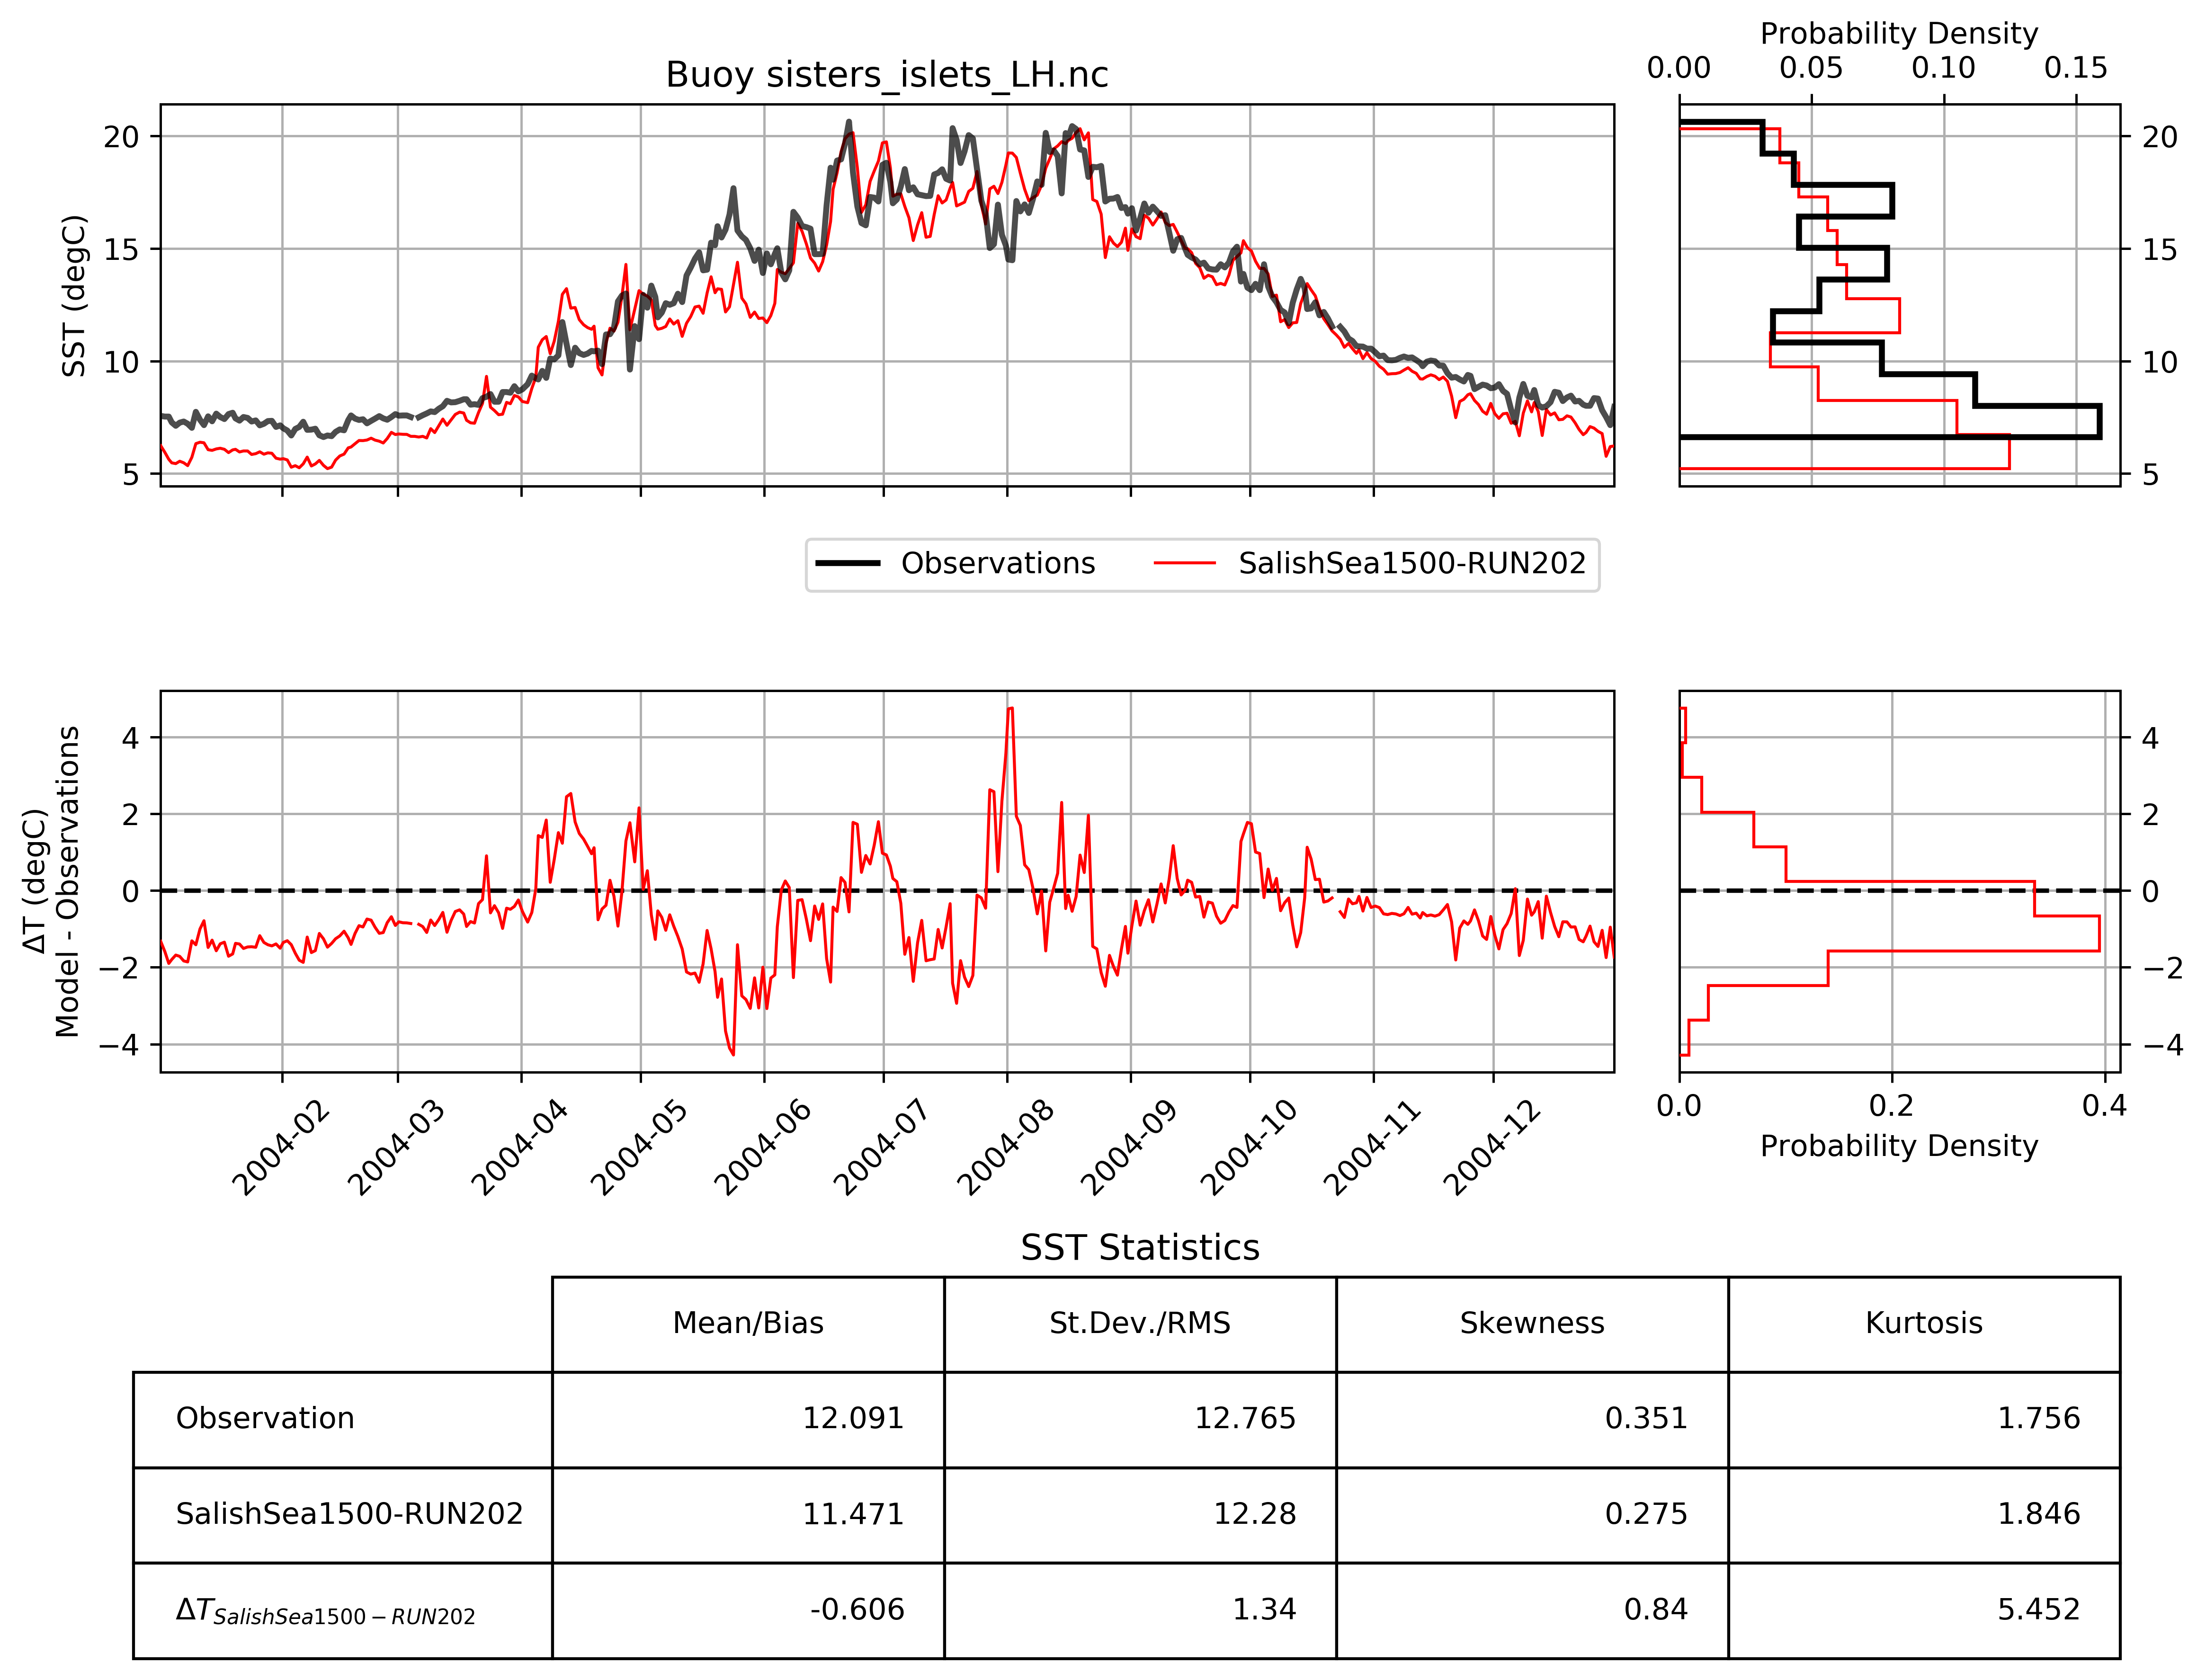 Probability Density
0.00 0.05 0.10 0.15
Buoy sisters_islets_LH.nc
SST (degC)
20
15
10
5
20
15
10
5
Observations SalishSea1500-RUN202
ΔT (degC)
Model - Observations
4
2
0
−2
−4
4
2
0
−2
−4
2004-02 2004-03 2004-04 2004-05 2004-06 2004-07 2004-08 2004-09 2004-10 2004-11 2004-12
0.0 0.2 0.4
Probability Density
SST Statistics
Mean/Bias St.Dev./RMS Skewness Kurtosis
Observation 12.091 12.765 0.351 1.756
SalishSea1500-RUN202 11.471 12.28 0.275 1.846
ΔT SalishSea1500−RUN202 -0.606 1.34 0.84 5.452